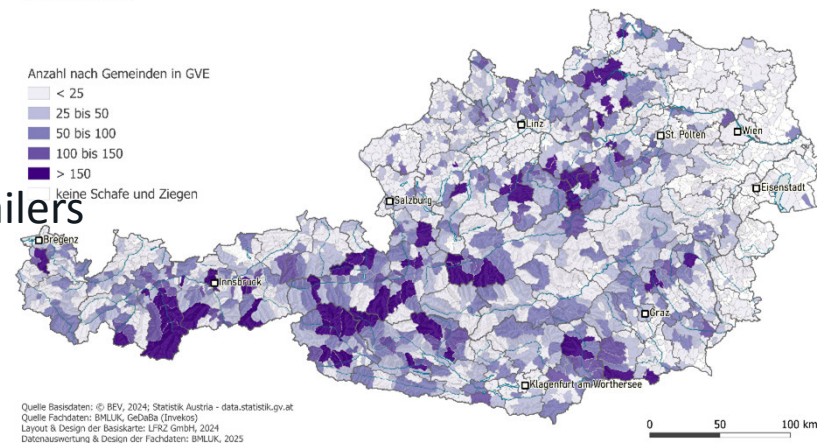 Anzahl nach Gemeinden in GVE
< 25
25 bis 50
50 bis 100
100 bis 150
> 150
keine Schafe und Ziegen
ilers
Linz
St. Pölten
Wien
Eisenstadt
Salzburg
Bregenz
Innsbruck
Graz
Klagenfurt am Wörthersee
Quelle Basisdaten: © BEV, 2024; Statistik Austria - data.statistik.gv.at
Quelle Fachdaten: BMLUK, GeDaBa (Invekos)
Layout & Design der Basiskarte: LFRZ GmbH, 2024
Datenauswertung & Design der Fachdaten: BMLUK, 2025
0 50 100 km